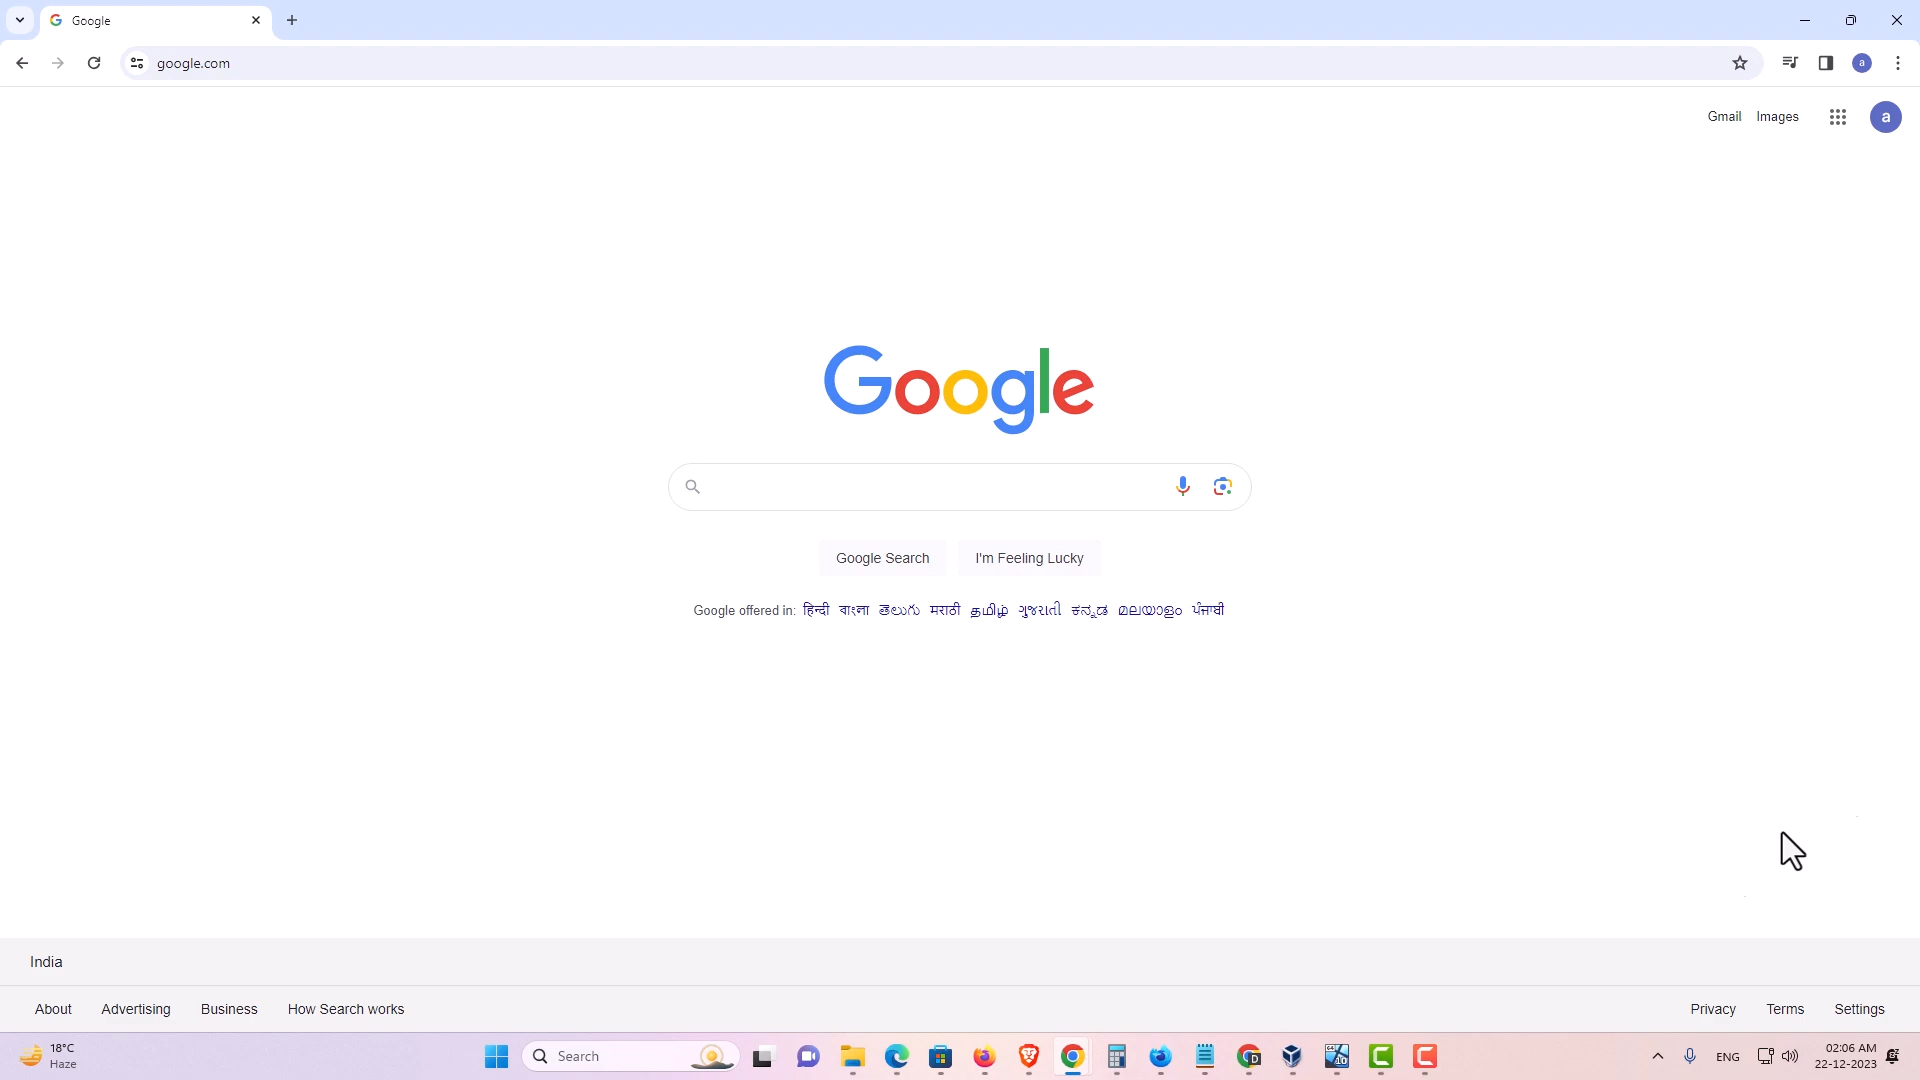 Google
google.com
a
Gmail Images
a
Google
Google Search I'm Feeling Lucky
Google offered in: हिन्दी বাংলা తెలుగు मराठी தமிழ் ગુજરાતી ಕನ್ನಡ മലയാളം ਪੰਜਾਬੀ
India
About Advertising Business How Search works Privacy Terms Settings
18°C
Haze
Search
D
10
ENG
02:06 AM
22-12-2023